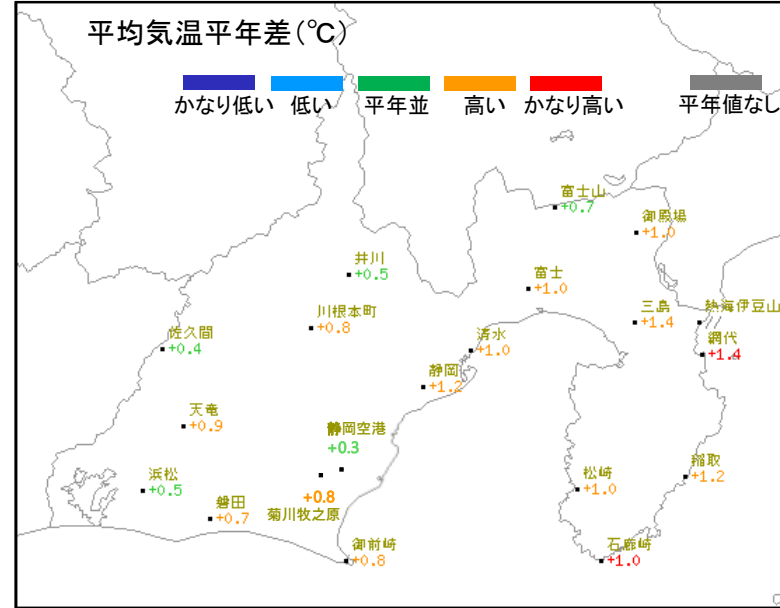 平均気温平年差(℃)
かなり低い 低い 平年並 高い かなり高い 平年値なし
富士山
+0.7
御殿場
+1.0
井川
+0.5
富士
+1.0
川根本町
+0.8
三島
+1.4
熱海伊豆山
佐久間
+0.4
清水
+1.0
網代
+1.4
静岡
+1.2
天竜
+0.9
静岡空港
+0.3
浜松
+0.5
磐田
+0.7
+0.8
菊川牧之原
松崎
+1.0
稲取
+1.2
御前崎
+0.8
石廊崎
+1.0